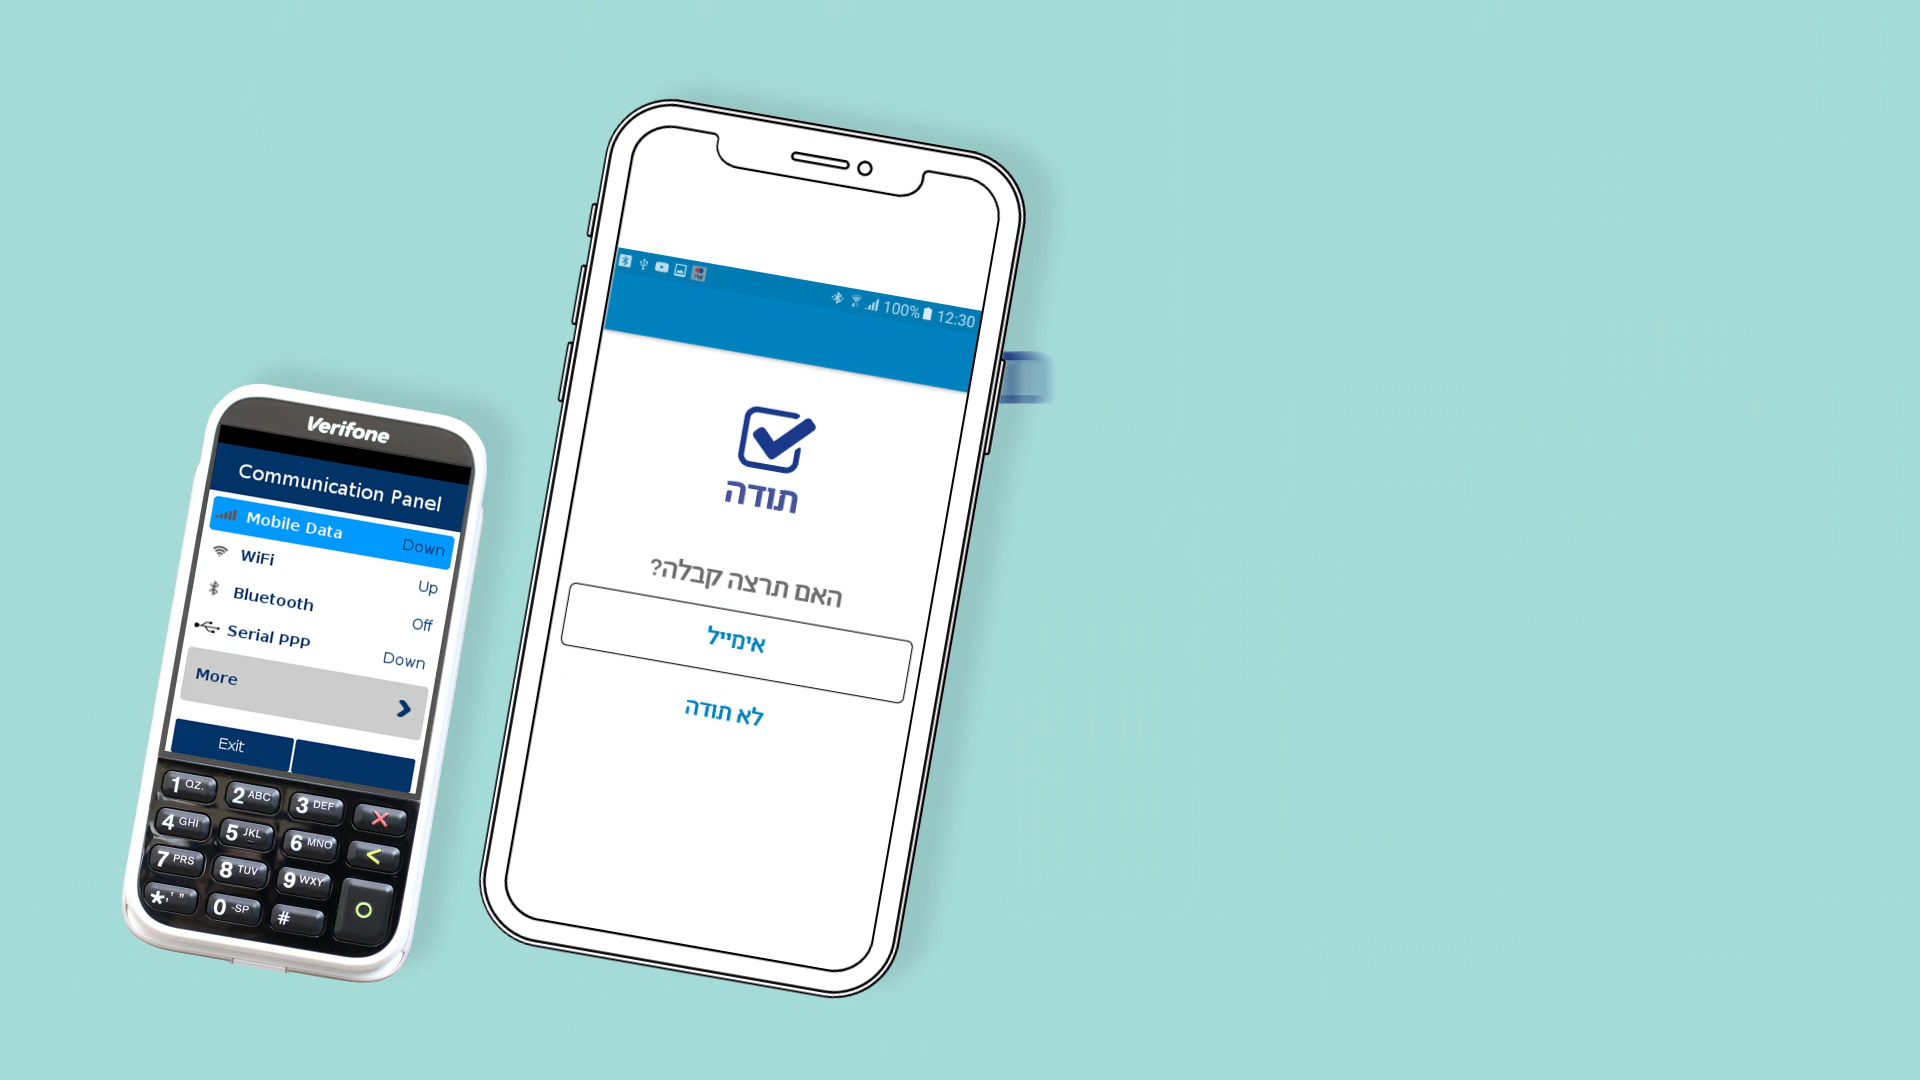 Verifone
Communication Panel
Mobile Data Down
WiFi Up
Bluetooth Off
Serial PPP Down
More
Exit
1 QZ. 2 ABC 3 DEF
4 GHI 5 JKL 6 MNO
7 PRS 8 TUV 9 WXY
*,'" 0 -SP #
100% 12:30
תודה
האם תרצה קבלה?
אימייל
לא תודה